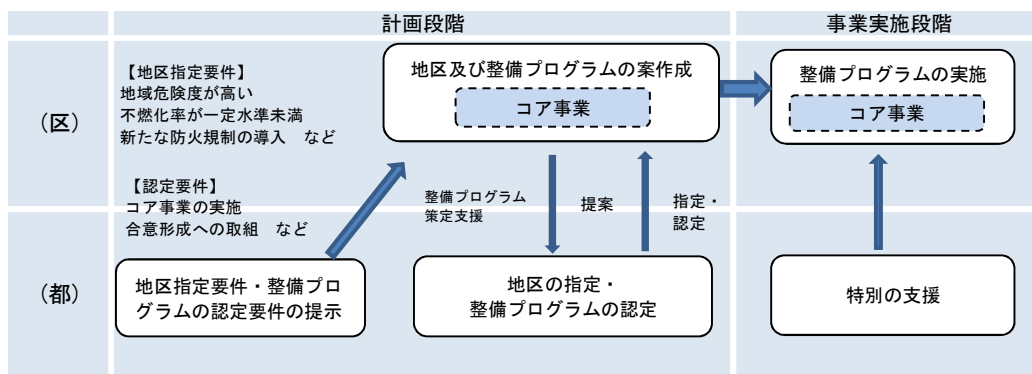 計画段階
事業実施段階
（区）
【地区指定要件】
地域危険度が高い
不燃化率が一定水準未満
新たな防火規制の導入　など
地区及び整備プログラムの案作成
コア事業
整備プログラムの実施
コア事業
【認定要件】
コア事業の実施
合意形成への取組　など
整備プログラム
策定支援
提案
指定・
認定
（都）
地区指定要件・整備プロ
グラムの認定要件の提示
地区の指定・
整備プログラムの認定
特別の支援